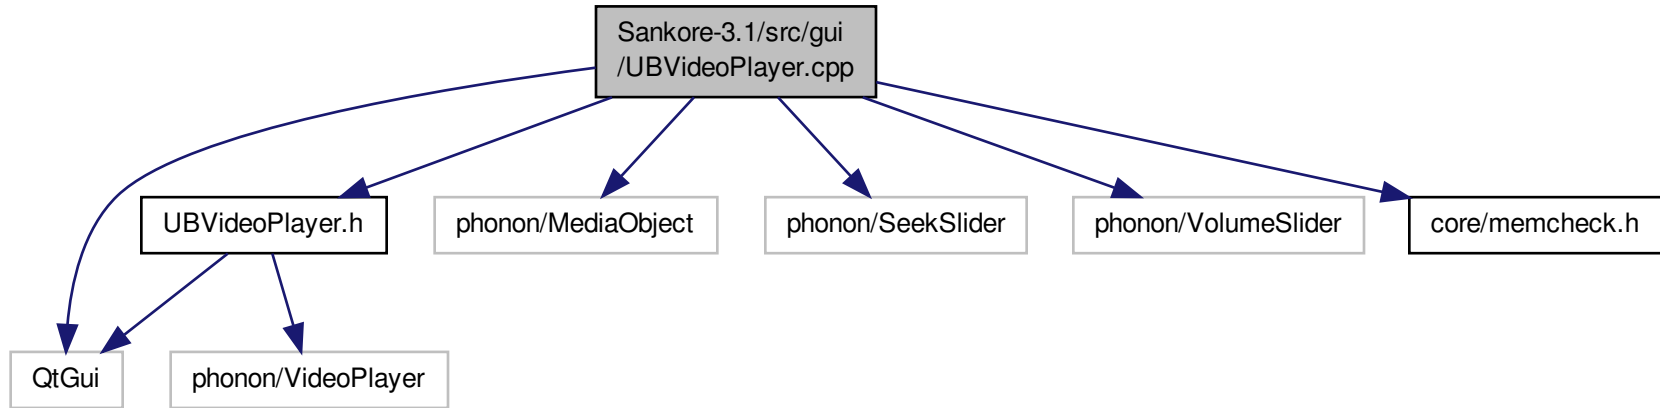 Sankore-3.1/src/gui
/UBVideoPlayer.cpp
UBVideoPlayer.h
phonon/MediaObject
phonon/SeekSlider
phonon/VolumeSlider
core/memcheck.h
QtGui
phonon/VideoPlayer